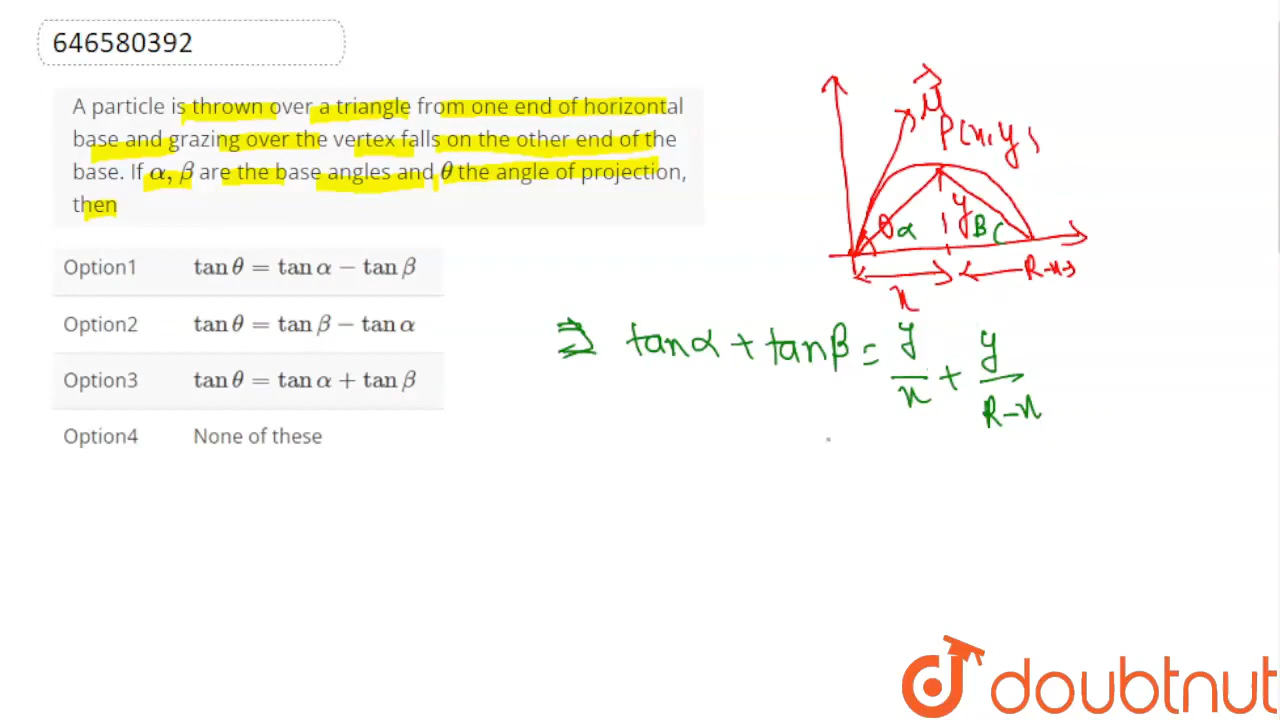 646580392
A particle is thrown over a triangle from one end of horizontal
base and grazing over the vertex falls on the other end of the
base. If α, β are the base angles and θ the angle of projection,
then
Option1 tan θ = tan α − tan β
Option2 tan θ = tan β − tan α
Option3 tan θ = tan α + tan β
Option4 None of these
u
P(x,y)
θ α y β
x R-x
⇒ tanα + tanβ = y/x + y/R-x
doubtnut